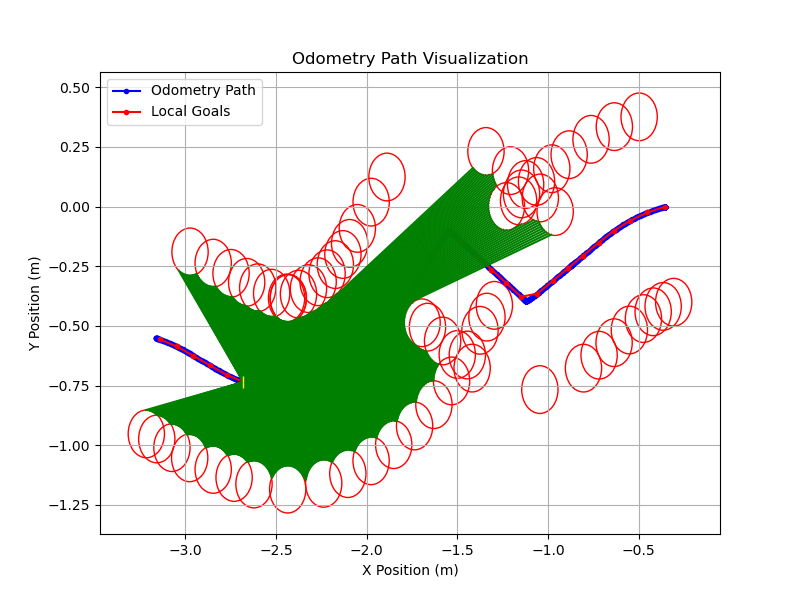 Odometry Path Visualization
Odometry Path
Local Goals
Y Position (m)
0.50
0.25
0.00
−0.25
−0.50
−0.75
−1.00
−1.25
−3.0 −2.5 −2.0 −1.5 −1.0 −0.5
X Position (m)